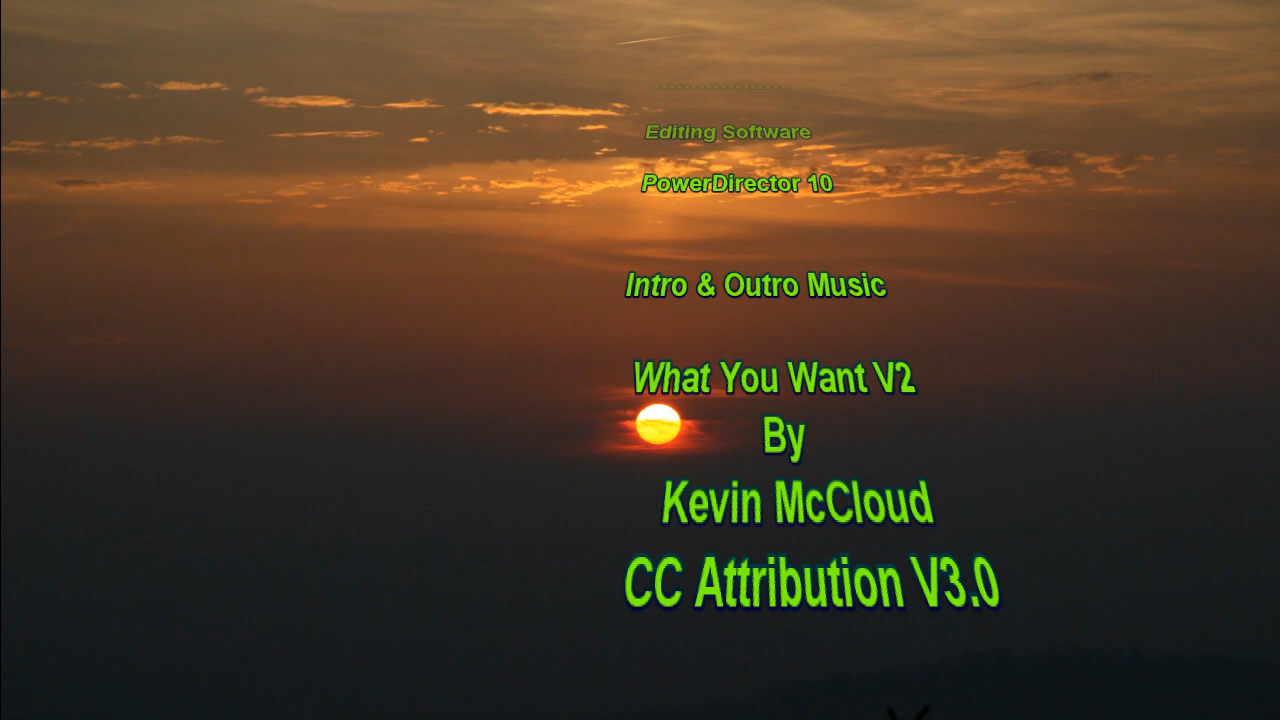 Editing Software
PowerDirector 10
Intro & Outro Music
What You Want V2
By
Kevin McCloud
CC Attribution V3.0